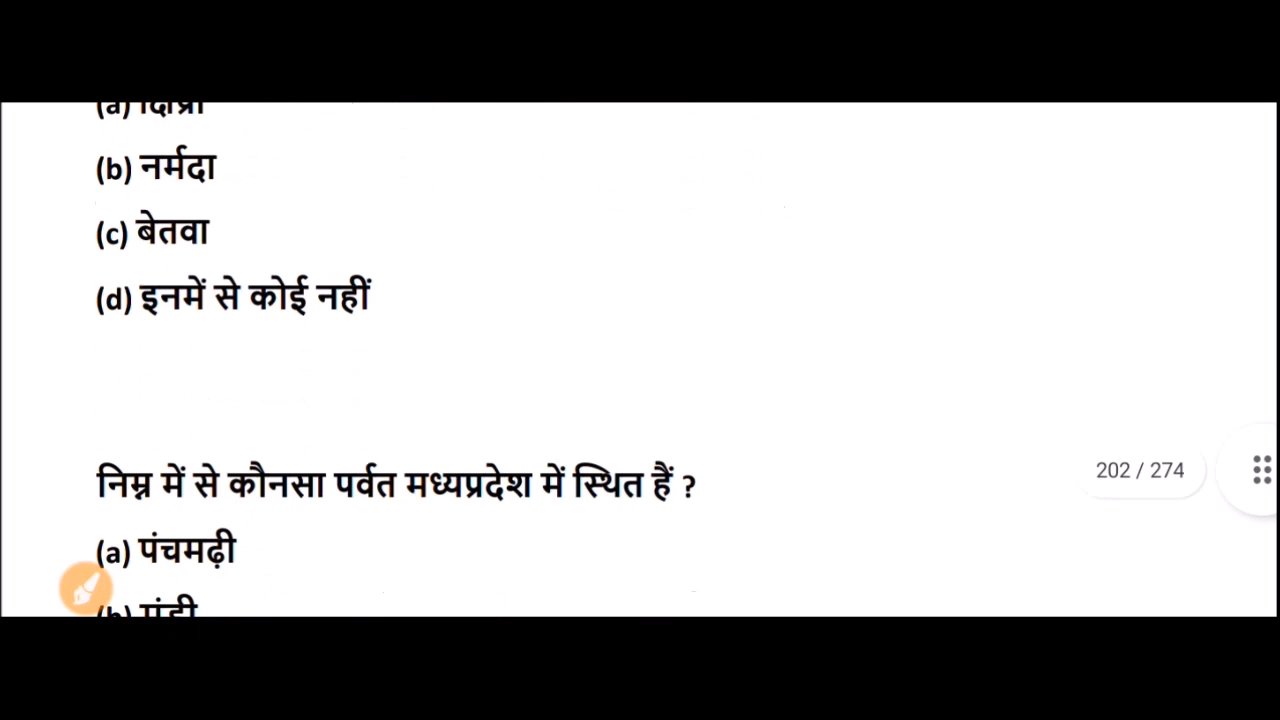 (b) नर्मदा
(c) बेतवा
(d) इनमें से कोई नहीं
निम्न में से कौनसा पर्वत मध्यप्रदेश में स्थित हैं ?
202 / 274
(a) पंचमढ़ी